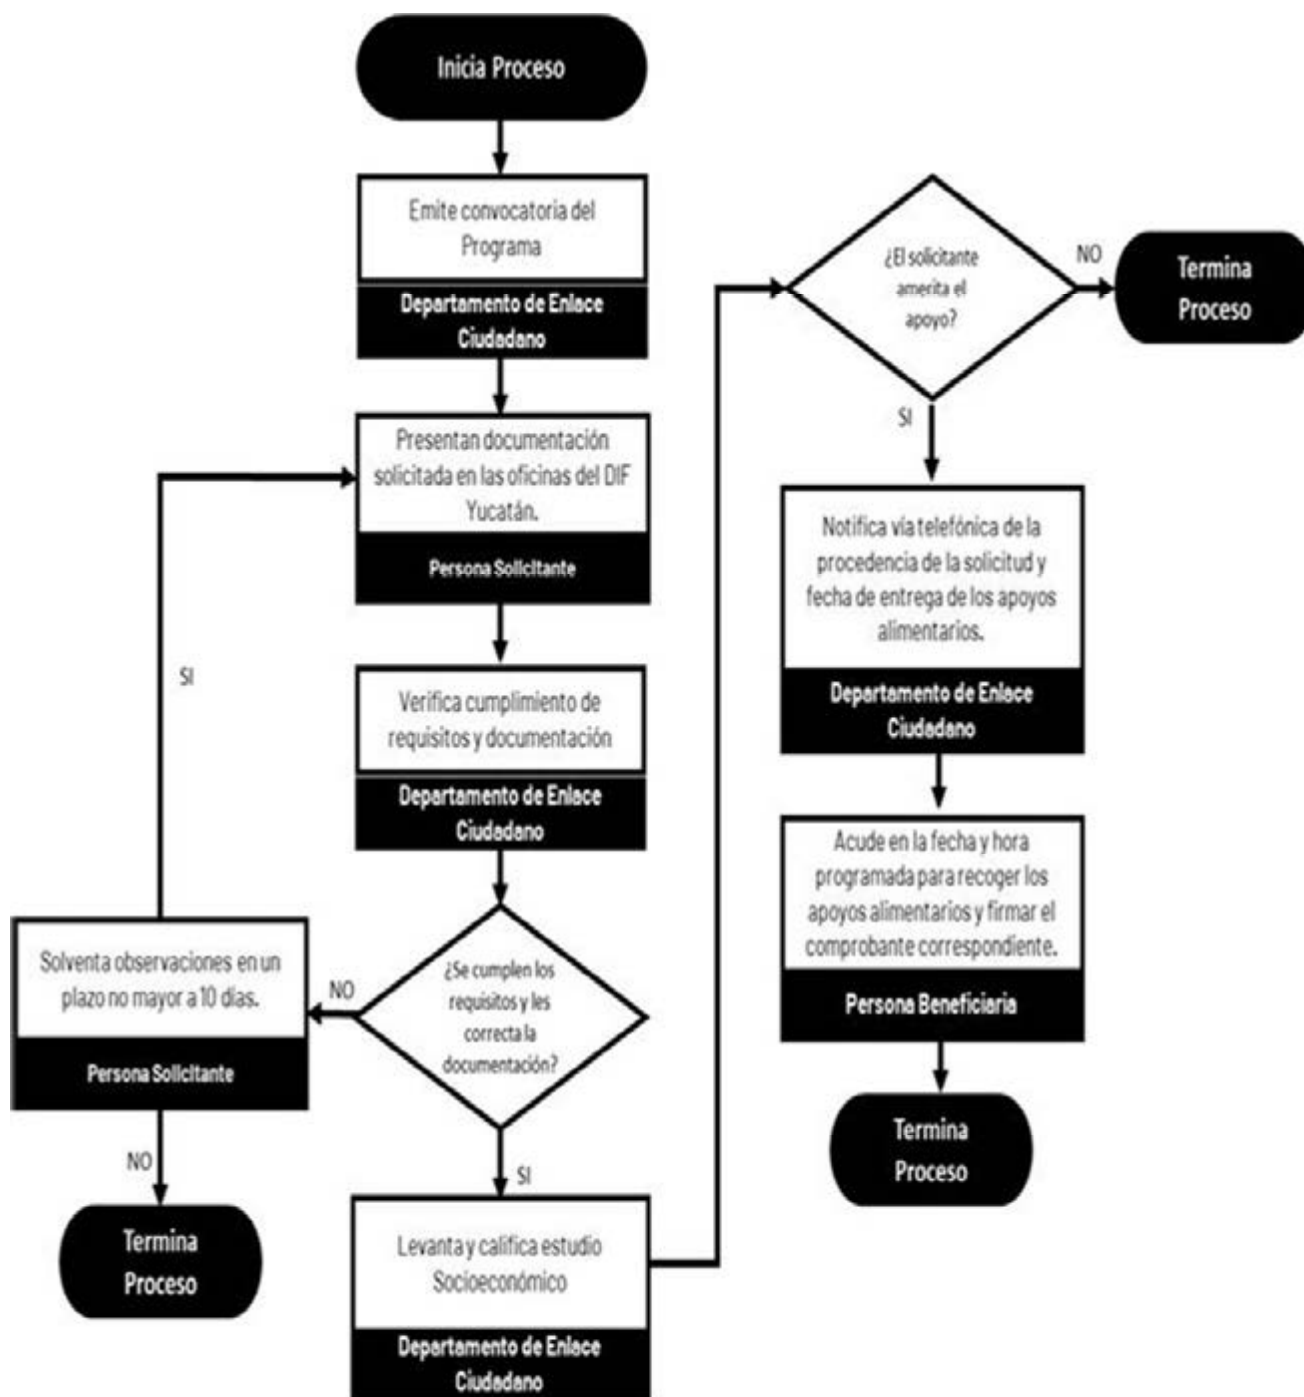 Inicia Proceso
Emite convocatoria del
Programa
Departamento de Enlace
Ciudadano
Presentan documentación
solicitada en las oficinas del DIF
Yucatán.
Persona Solicitante
SI
Verifica cumplimiento de
requisitos y documentación
Departamento de Enlace
Ciudadano
Solventa observaciones en un
plazo no mayor a 10 días.
Persona Solicitante
NO
¿Se cumplen los
requisitos y les
correcta la
documentación?
NO
Termina
Proceso
SI
Levanta y califica estudio
Socioeconómico
Departamento de Enlace
Ciudadano
¿El solicitante
amerita el
apoyo?
NO
Termina
Proceso
SI
Notifica vía telefónica de la
procedencia de la solicitud y
fecha de entrega de los apoyos
alimentarios.
Departamento de Enlace
Ciudadano
Acude en la fecha y hora
programada para recoger los
apoyos alimentarios y firmar el
comprobante correspondiente.
Persona Beneficiaria
Termina
Proceso